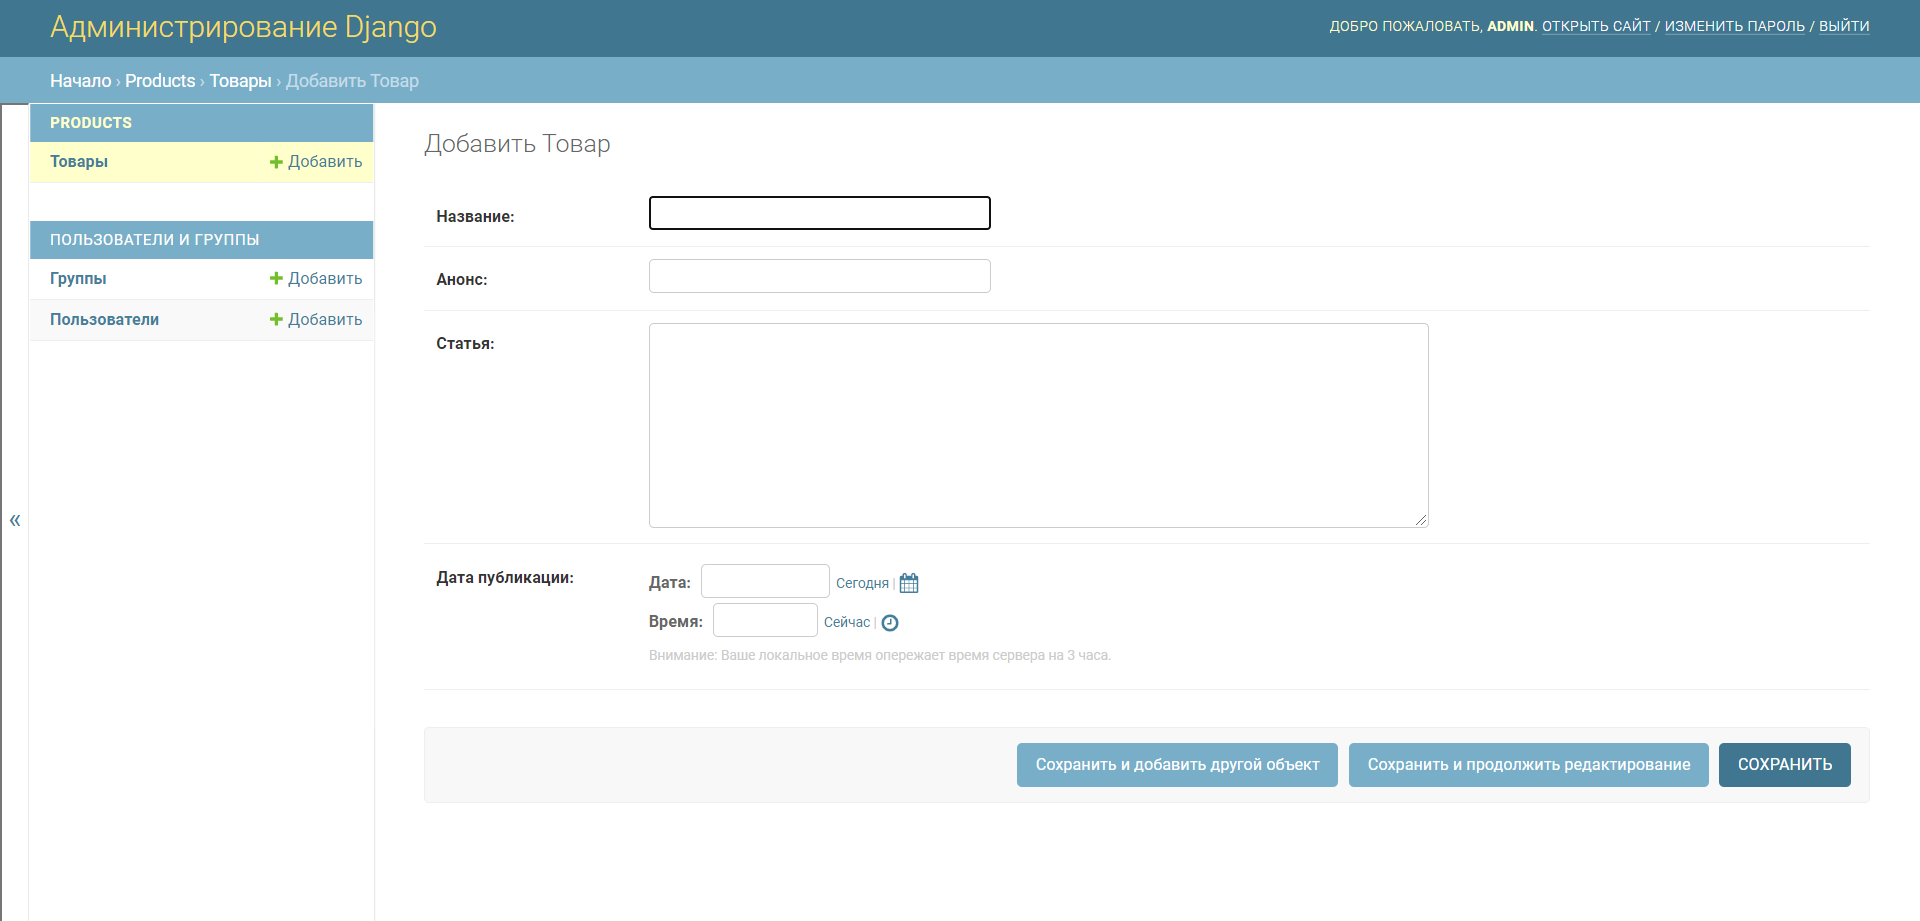 Администрирование Django
ДОБРО ПОЖАЛОВАТЬ, ADMIN. ОТКРЫТЬ САЙТ / ИЗМЕНИТЬ ПАРОЛЬ / ВЫЙТИ
Начало › Products › Товары › Добавить Товар
PRODUCTS
Товары Добавить
ПОЛЬЗОВАТЕЛИ И ГРУППЫ
Группы Добавить
Пользователи Добавить
«
Добавить Товар
Название:
Анонс:
Статья:
Дата публикации:
Дата: Сегодня |
Время: Сейчас |
Внимание: Ваше локальное время опережает время сервера на 3 часа.
Сохранить и добавить другой объект Сохранить и продолжить редактирование СОХРАНИТЬ